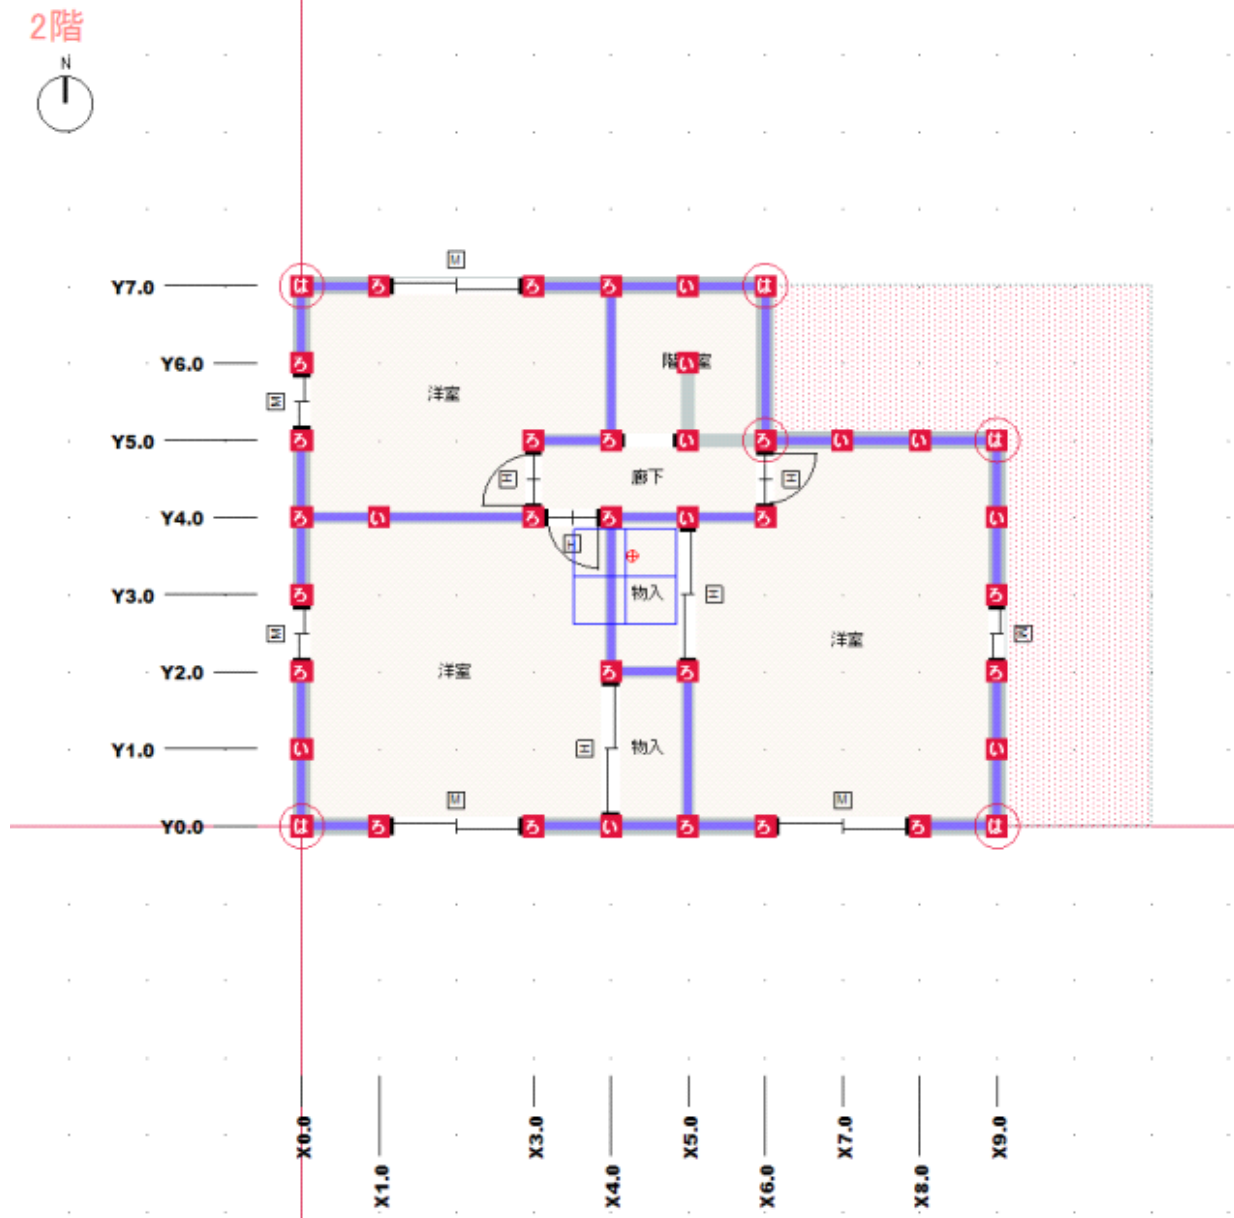 2階
N
M
Y7.0 は ろ ろ ろ い は
Y6.0 ろ 階い室
洋室
M
Y5.0 ろ ろ ろ い ろ い い は
H 廊下 H
Y4.0 ろ い ろ ろ い ろ い
H
Y3.0 ろ 物入 H ろ
M 洋室 M
Y2.0 ろ 洋室 ろ ろ ろ
Y1.0 い H 物入 い
M M
Y0.0 は ろ ろ い ろ ろ ろ は
X0.0 X1.0 X3.0 X4.0 X5.0 X6.0 X7.0 X8.0 X9.0